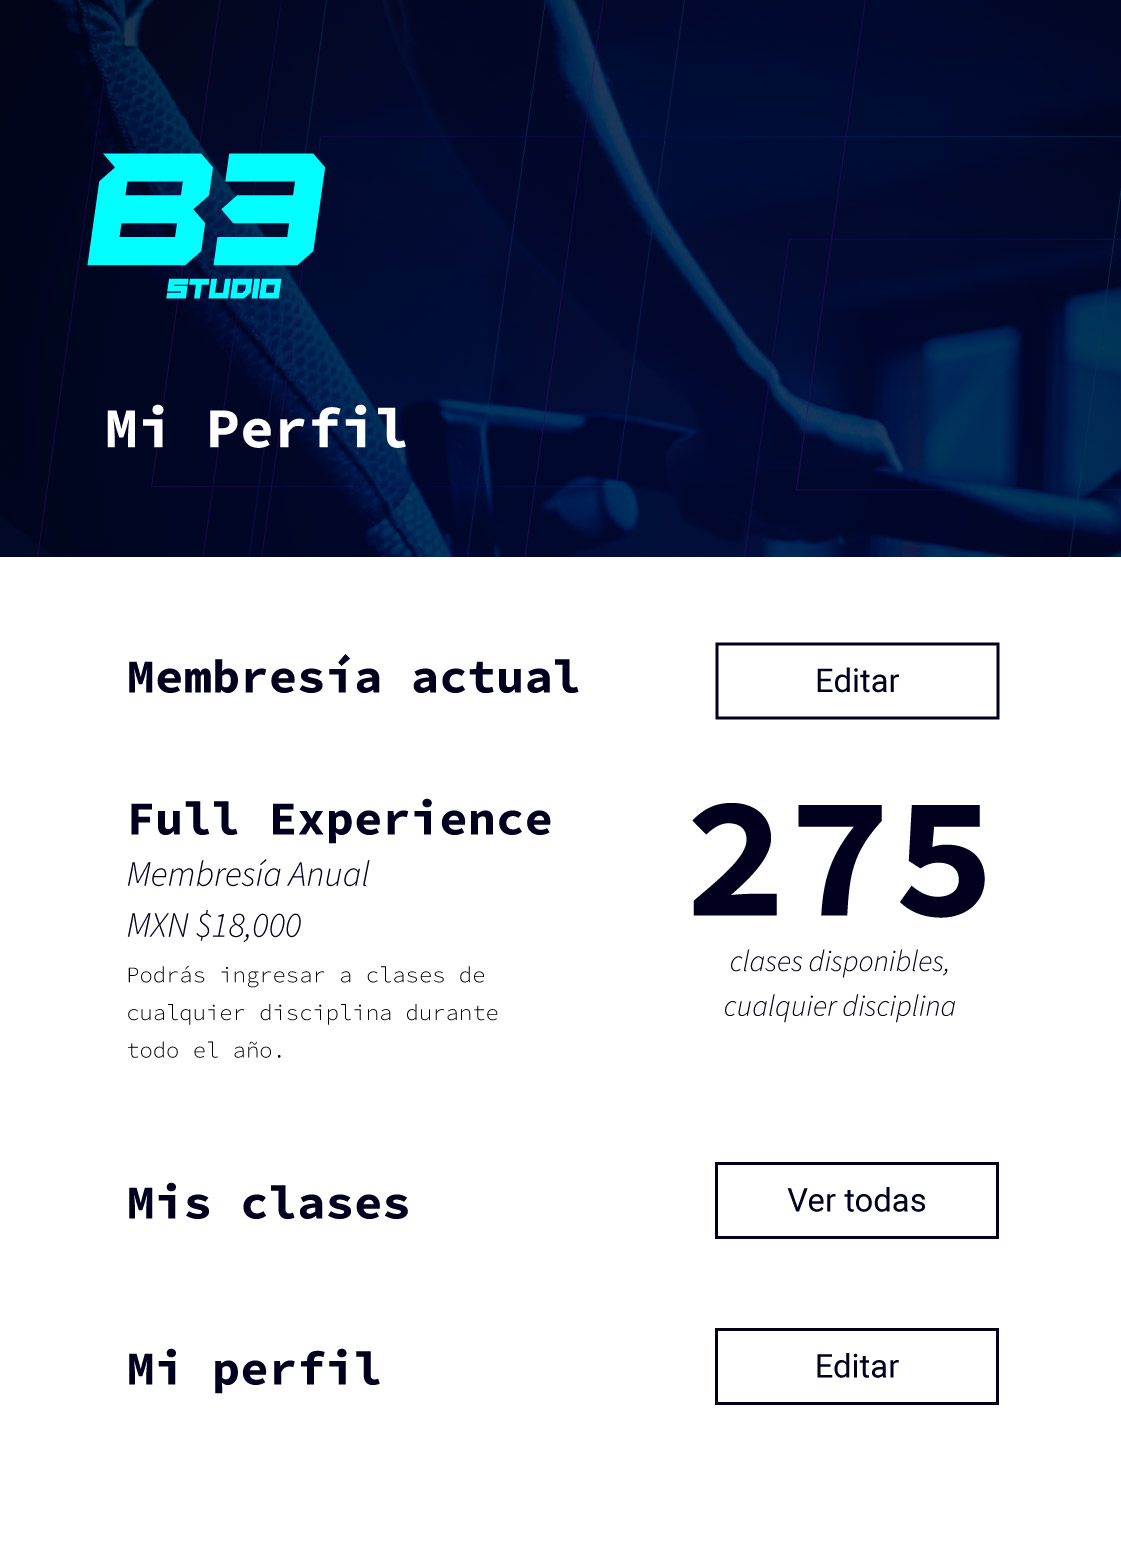 B3
STUDIO
Mi Perfil
Membresía actual
Editar
Full Experience
Membresía Anual
MXN $18,000
Podrás ingresar a clases de
cualquier disciplina durante
todo el año.
275
clases disponibles,
cualquier disciplina
Mis clases
Ver todas
Mi perfil
Editar